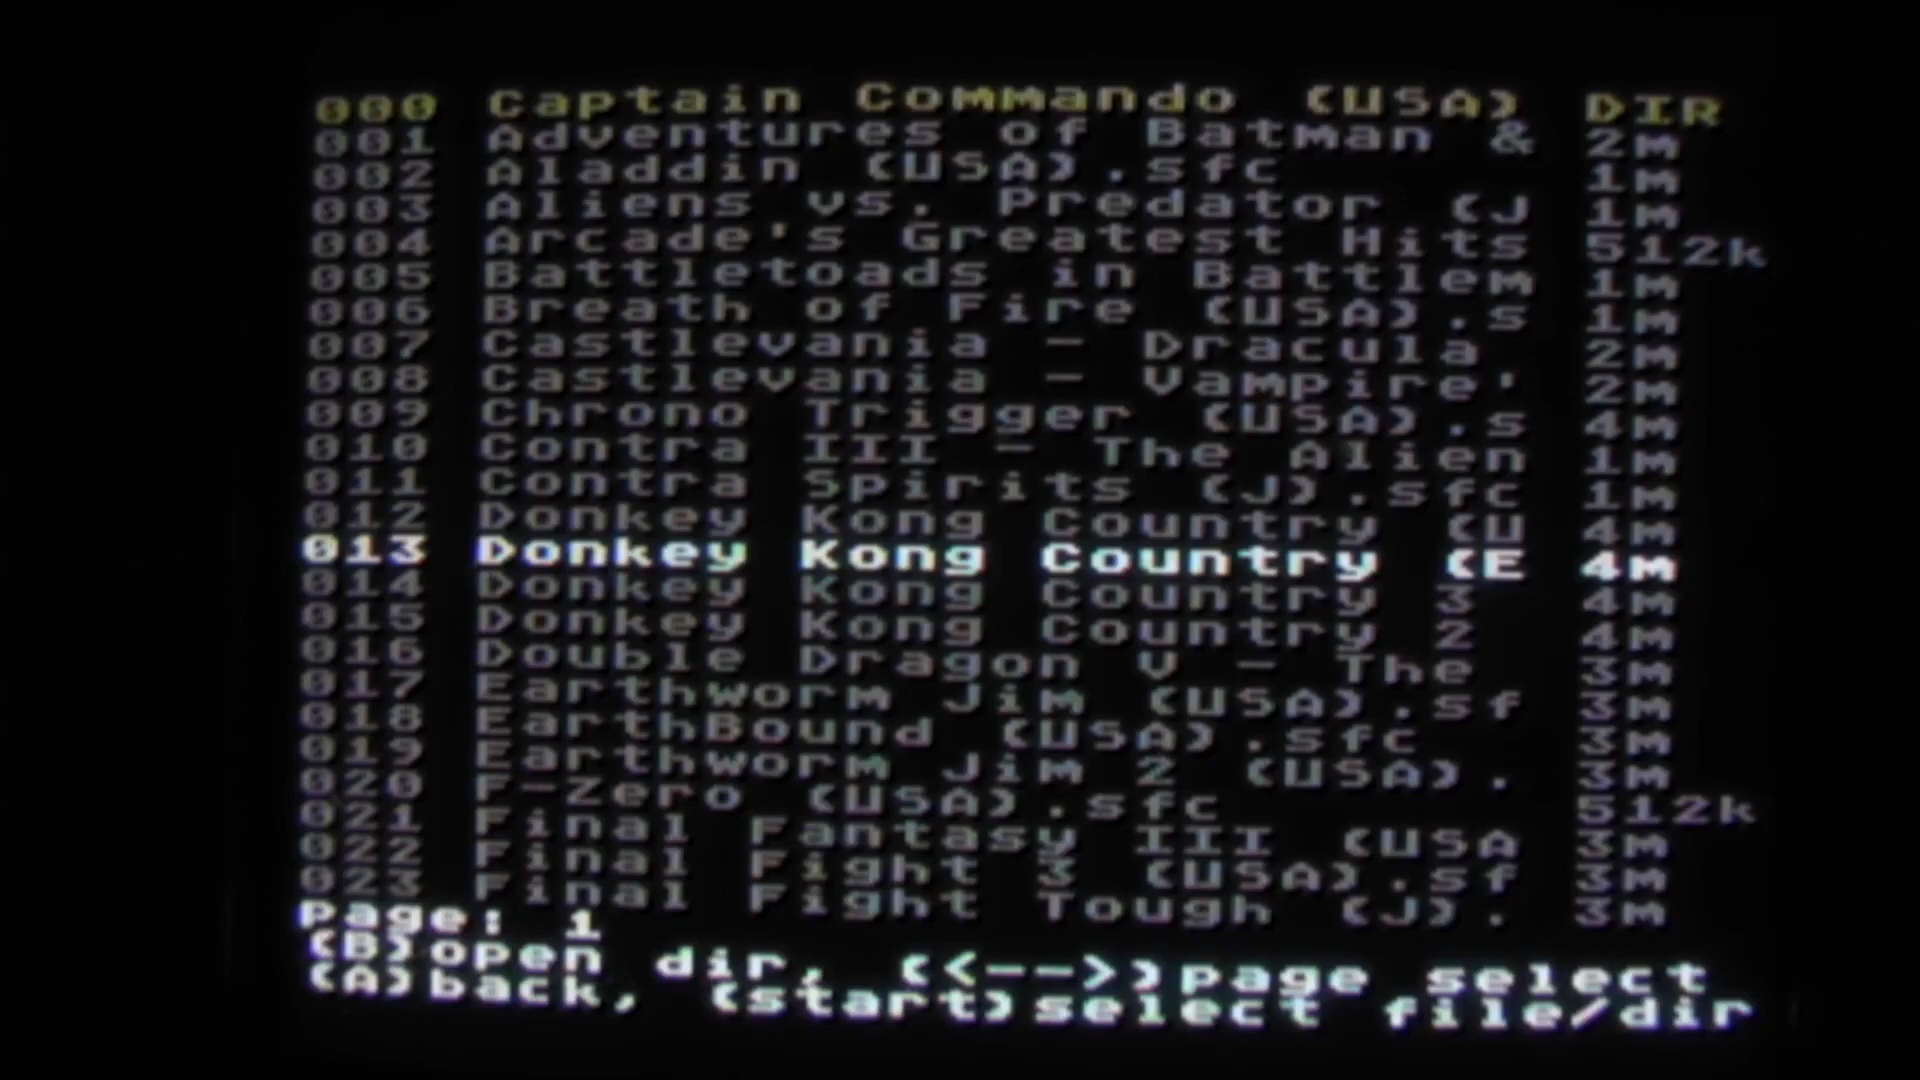 000 Captain Commando (USA) DIR
001 Adventures of Batman & 2M
002 Aladdin (USA).sfc 1M
003 Aliens vs. Predator (J 1M
004 Arcade's Greatest Hits 512k
005 Battletoads in Battlem 1M
006 Breath of Fire (USA).s 1M
007 Castlevania - Dracula 2M
008 Castlevania - Vampire' 2M
009 Chrono Trigger (USA).s 4M
010 Contra III - The Alien 1M
011 Contra Spirits (J).sfc 1M
012 Donkey Kong Country (U 4M
013 Donkey Kong Country (E 4M
014 Donkey Kong Country 3 4M
015 Donkey Kong Country 2 4M
016 Double Dragon V - The 3M
017 Earthworm Jim (USA).sf 3M
018 EarthBound (USA).sfc 3M
019 Earthworm Jim 2 (USA). 3M
020 F-Zero (USA).sfc 512k
021 Final Fantasy III (USA 3M
022 Final Fight 3 (USA).sf 3M
023 Final Fight Tough (J). 3M
page: 1
(B)open dir, (<-->)page select
(A)back, (start)select file/dir